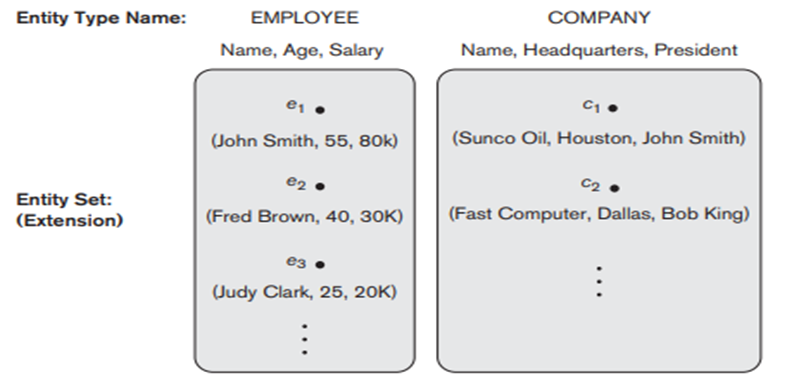 Entity Type Name: EMPLOYEE COMPANY
Name, Age, Salary Name, Headquarters, President
e1 c1
(John Smith, 55, 80k) (Sunco Oil, Houston, John Smith)
e2 c2
Entity Set:
(Extension) (Fred Brown, 40, 30K) (Fast Computer, Dallas, Bob King)
e3
(Judy Clark, 25, 20K)